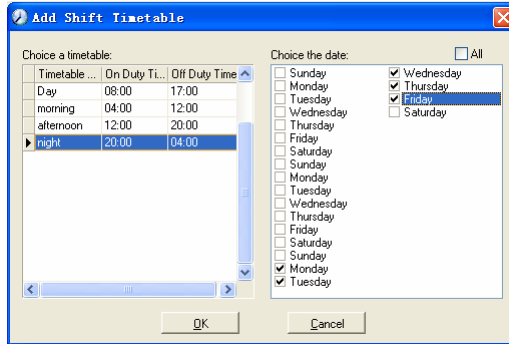 Add Shift Timetable
Choice a timetable:
Timetable ... On Duty Ti... Off Duty Time
Day 08:00 17:00
morning 04:00 12:00
afternoon 12:00 20:00
night 20:00 04:00
Choice the date:
All
Sunday
Monday
Tuesday
Wednesday
Thursday
Friday
Saturday
Sunday
Monday
Tuesday
Wednesday
Thursday
Friday
Saturday
Sunday
Monday
Tuesday
Wednesday
Thursday
Friday
Saturday
OK
Cancel